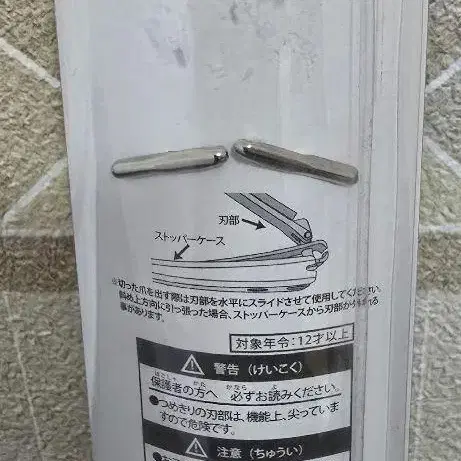 刃部
ストッパーケース
※切った爪を出す際は刃部を水平にスライドさせて使用してください。
斜め上方向に引っ張った場合、ストッパーケースから刃部が外れる
事があります。
対象年令:12才以上
警告(けいこく)
保護者の方へ 必ずお読みください。
●つめきりの刃部は、機能上、尖っていま
すので危険です。
注意(ちゅうい)